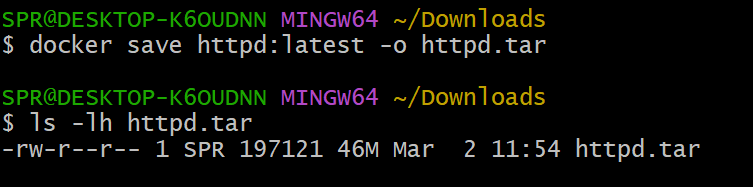 SPR@DESKTOP-K6OUDNN MINGW64 ~/Downloads
$ docker save httpd:latest -o httpd.tar
SPR@DESKTOP-K6OUDNN MINGW64 ~/Downloads
$ ls -lh httpd.tar
-rw-r--r-- 1 SPR 197121 46M Mar  2 11:54 httpd.tar